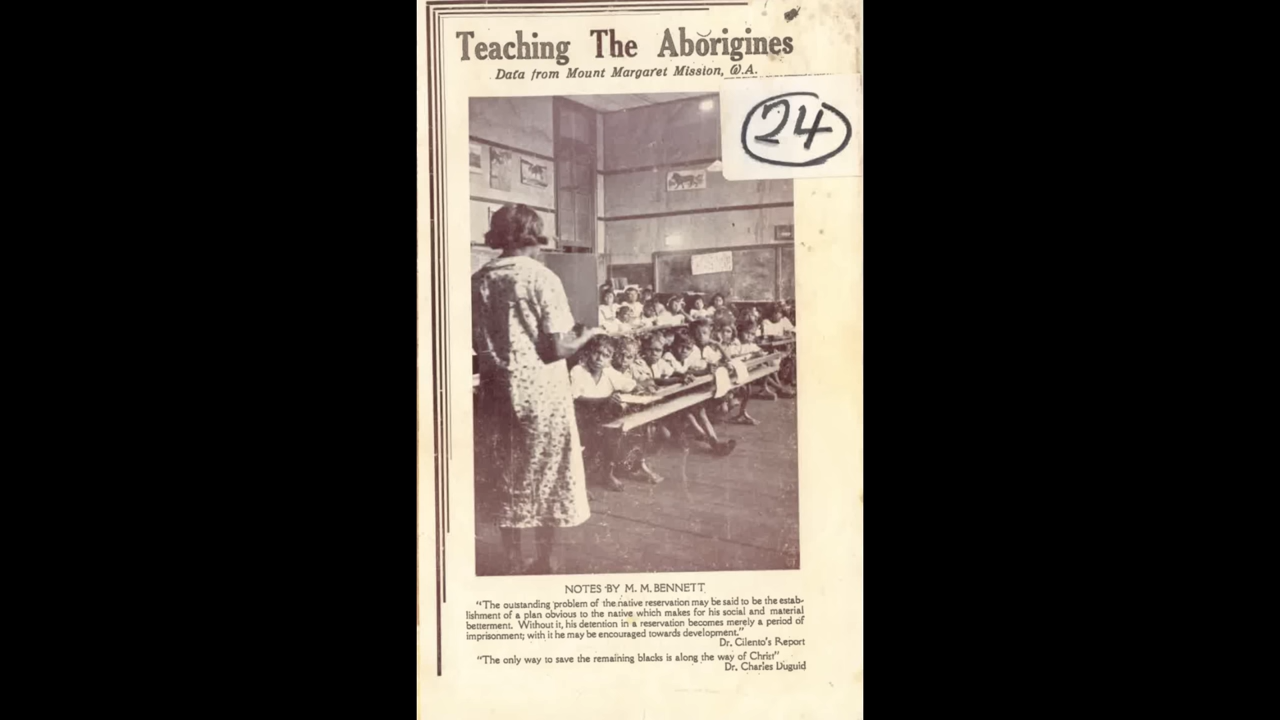 Teaching The Aborigines
Data from Mount Margaret Mission, W.A.
24
NOTES BY M. M. BENNETT
"The outstanding problem of the native reservation may be said to be the estab-
lishment of a plan obvious to the native which makes for his social and material
betterment. Without it, his detention in a reservation becomes merely a period of
imprisonment; with it he may be encouraged towards development."
Dr. Cilento's Report
"The only way to save the remaining blacks is along the way of Christ"
Dr. Charles Duguid